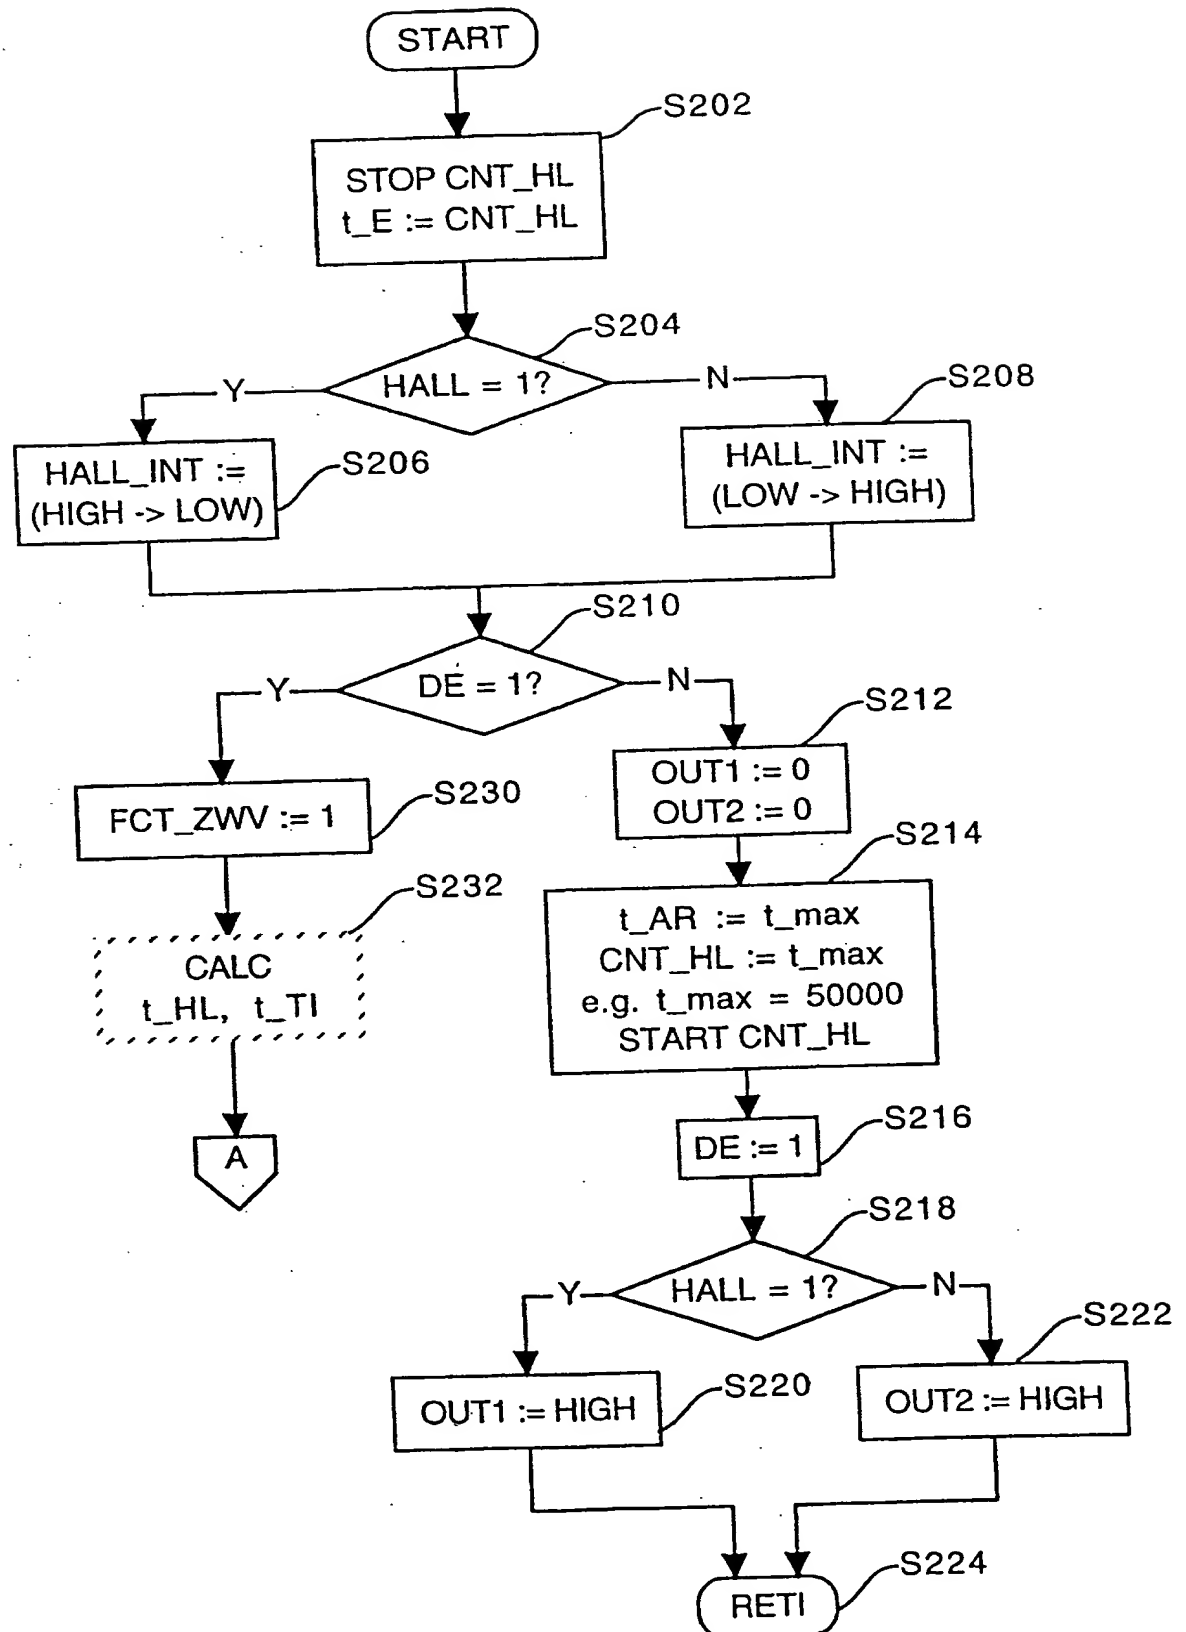 START
S202
STOP CNT_HL
t_E := CNT_HL
S204
HALL = 1?
Y
N
S208
HALL_INT :=
(HIGH -> LOW)
S206
HALL_INT :=
(LOW -> HIGH)
S210
DE = 1?
Y
N
S212
OUT1 := 0
OUT2 := 0
FCT_ZWV := 1
S230
S214
t_AR := t_max
CNT_HL := t_max
e.g. t_max = 50000
START CNT_HL
S232
CALC
t_HL, t_TI
A
DE := 1
S216
S218
HALL = 1?
Y
N
S222
OUT1 := HIGH
S220
OUT2 := HIGH
S224
RETI